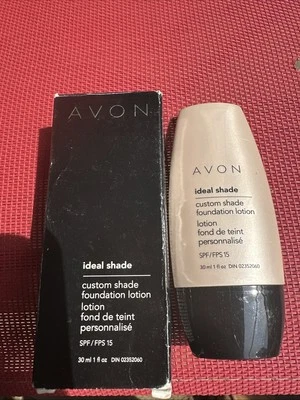 AVON
ideal shade
custom shade
foundation lotion
lotion
fond de teint
personnalisé
SPF/FPS 15
30 ml 1 fl oz DIN 02352060
AVON
ideal shade
custom shade
foundation lotion
lotion
fond de teint
personnalisé
SPF/FPS 15
30 ml 1 fl oz DIN 02352060